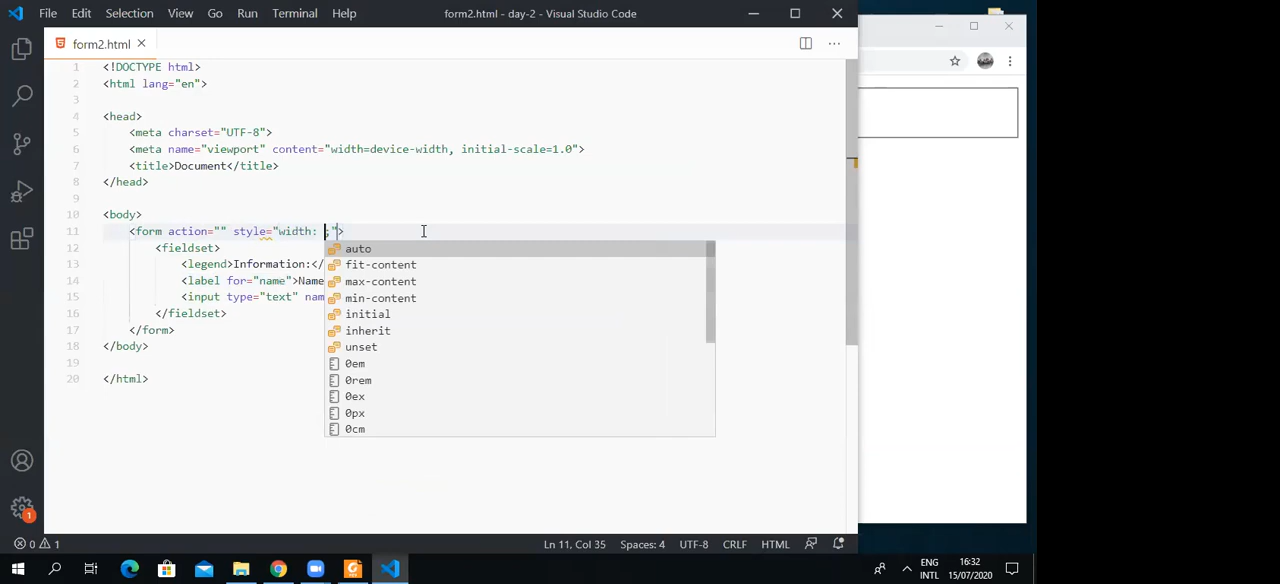 File Edit Selection View Go Run Terminal Help form2.html - day-2 - Visual Studio Code
form2.html
1 <!DOCTYPE html>
2 <html lang="en">
3
4 <head>
5 <meta charset="UTF-8">
6 <meta name="viewport" content="width=device-width, initial-scale=1.0">
7 <title>Document</title>
8 </head>
9
10 <body>
11 <form action="" style="width: ;">
12 <fieldset>
13 <legend>Information:</
14 <label for="name">Name
15 <input type="text" nam
16 </fieldset>
17 </form>
18 </body>
19
20 </html>
auto
fit-content
max-content
min-content
initial
inherit
unset
0em
0rem
0ex
0px
0cm
1
0 1 Ln 11, Col 35 Spaces: 4 UTF-8 CRLF HTML
ENG 16:32
INTL 15/07/2020